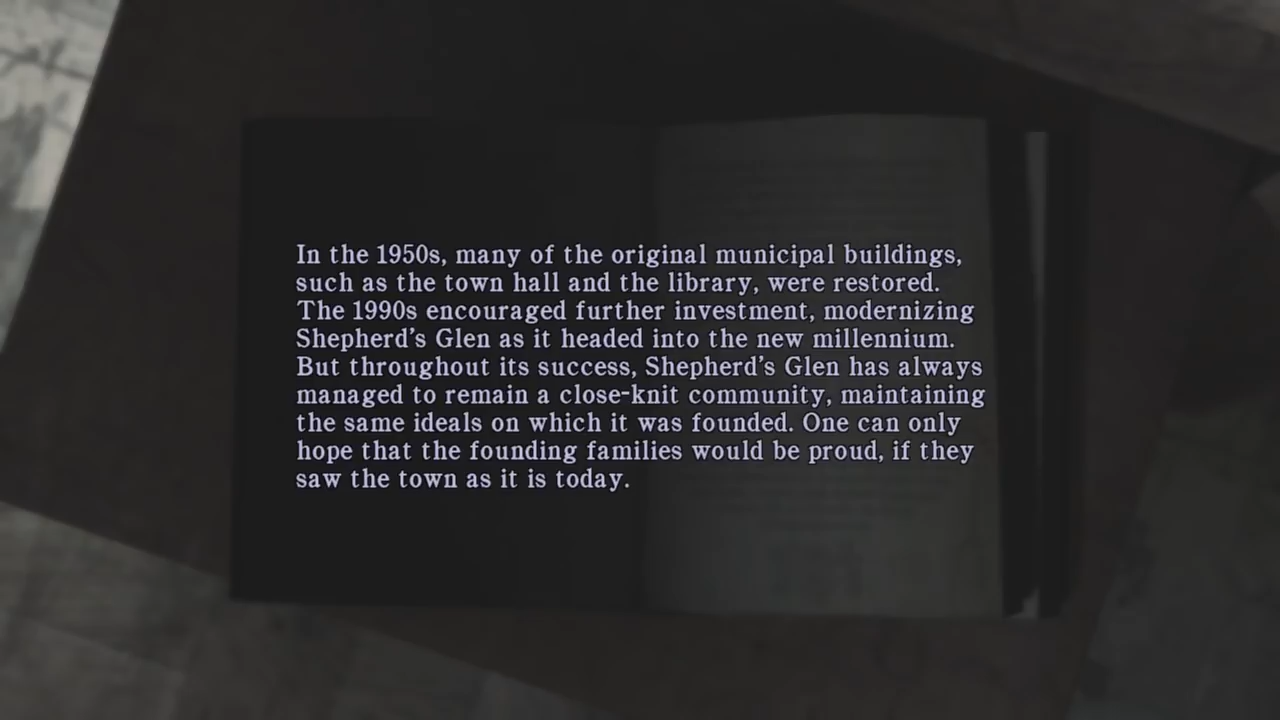 In the 1950s, many of the original municipal buildings,
such as the town hall and the library, were restored.
The 1990s encouraged further investment, modernizing
Shepherd's Glen as it headed into the new millennium.
But throughout its success, Shepherd's Glen has always
managed to remain a close-knit community, maintaining
the same ideals on which it was founded. One can only
hope that the founding families would be proud, if they
saw the town as it is today.